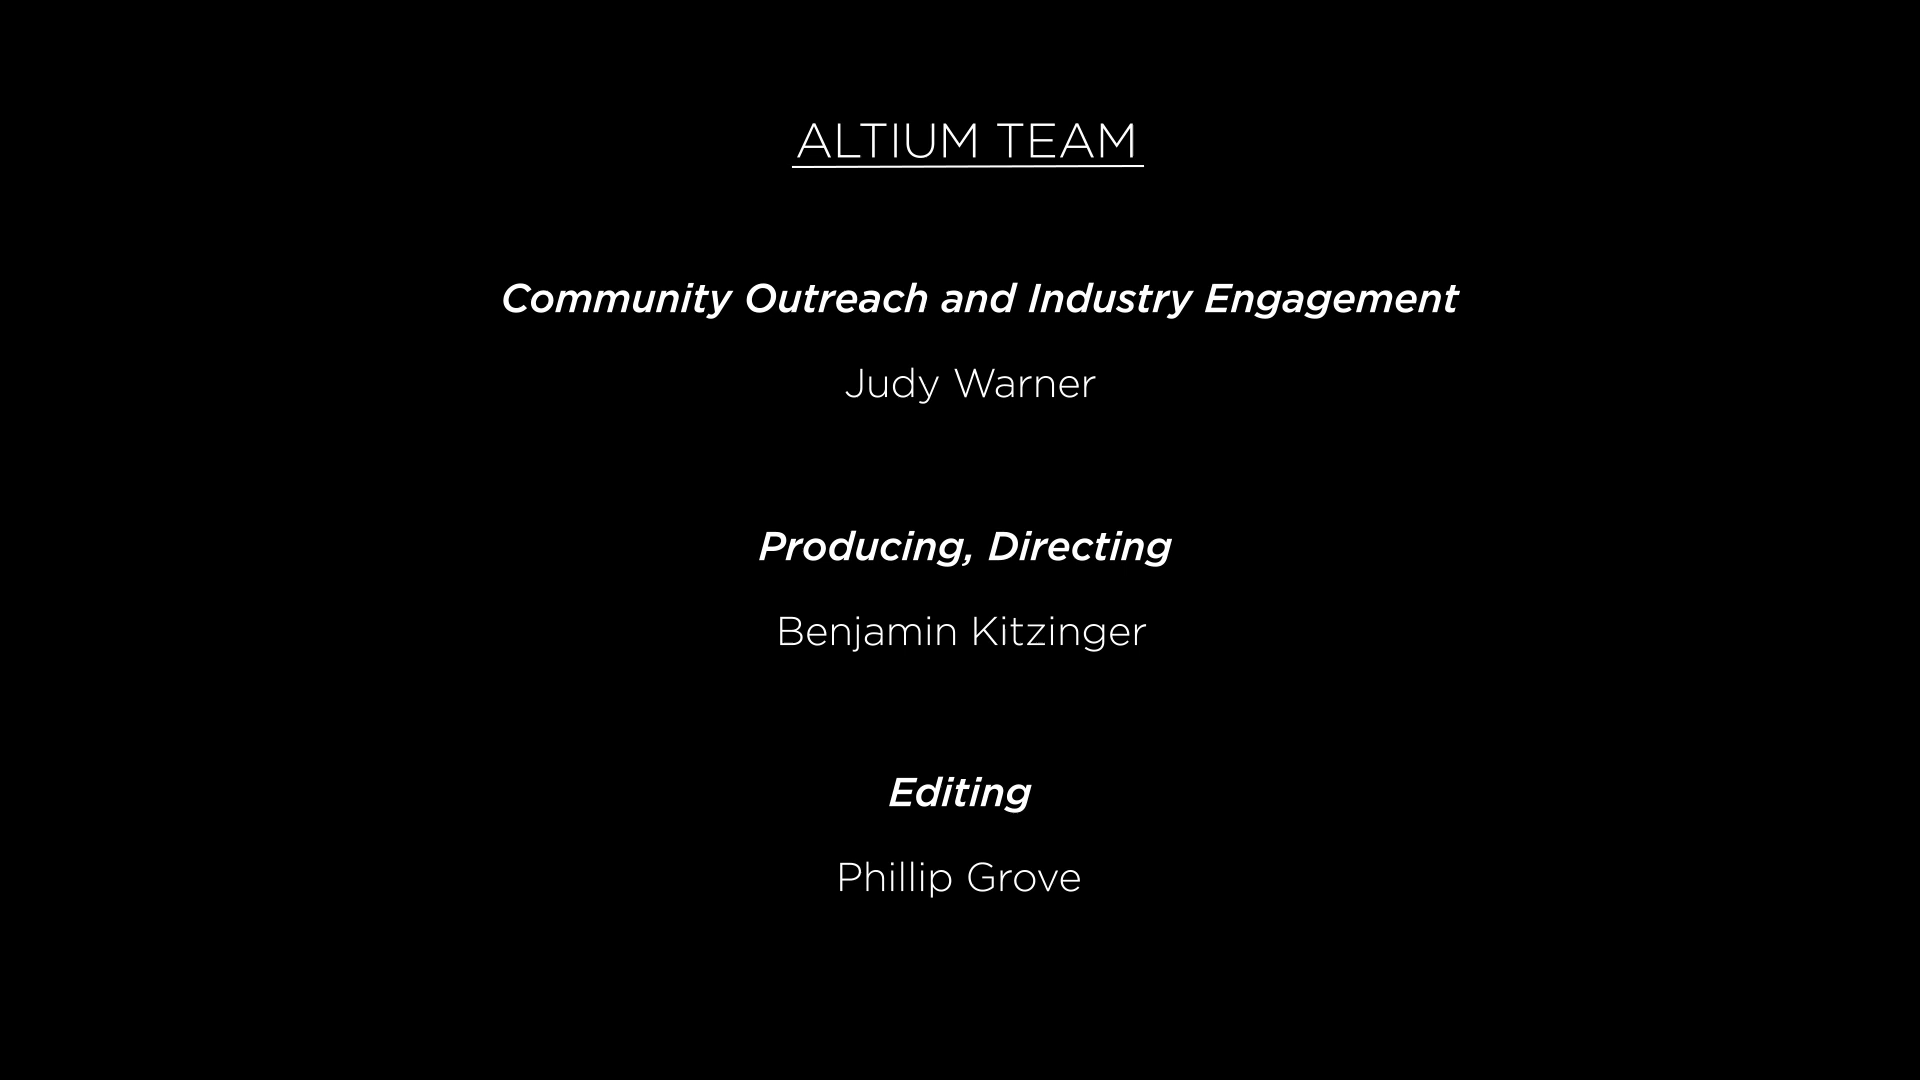 ALTIUM TEAM
Community Outreach and Industry Engagement
Judy Warner
Producing, Directing
Benjamin Kitzinger
Editing
Phillip Grove